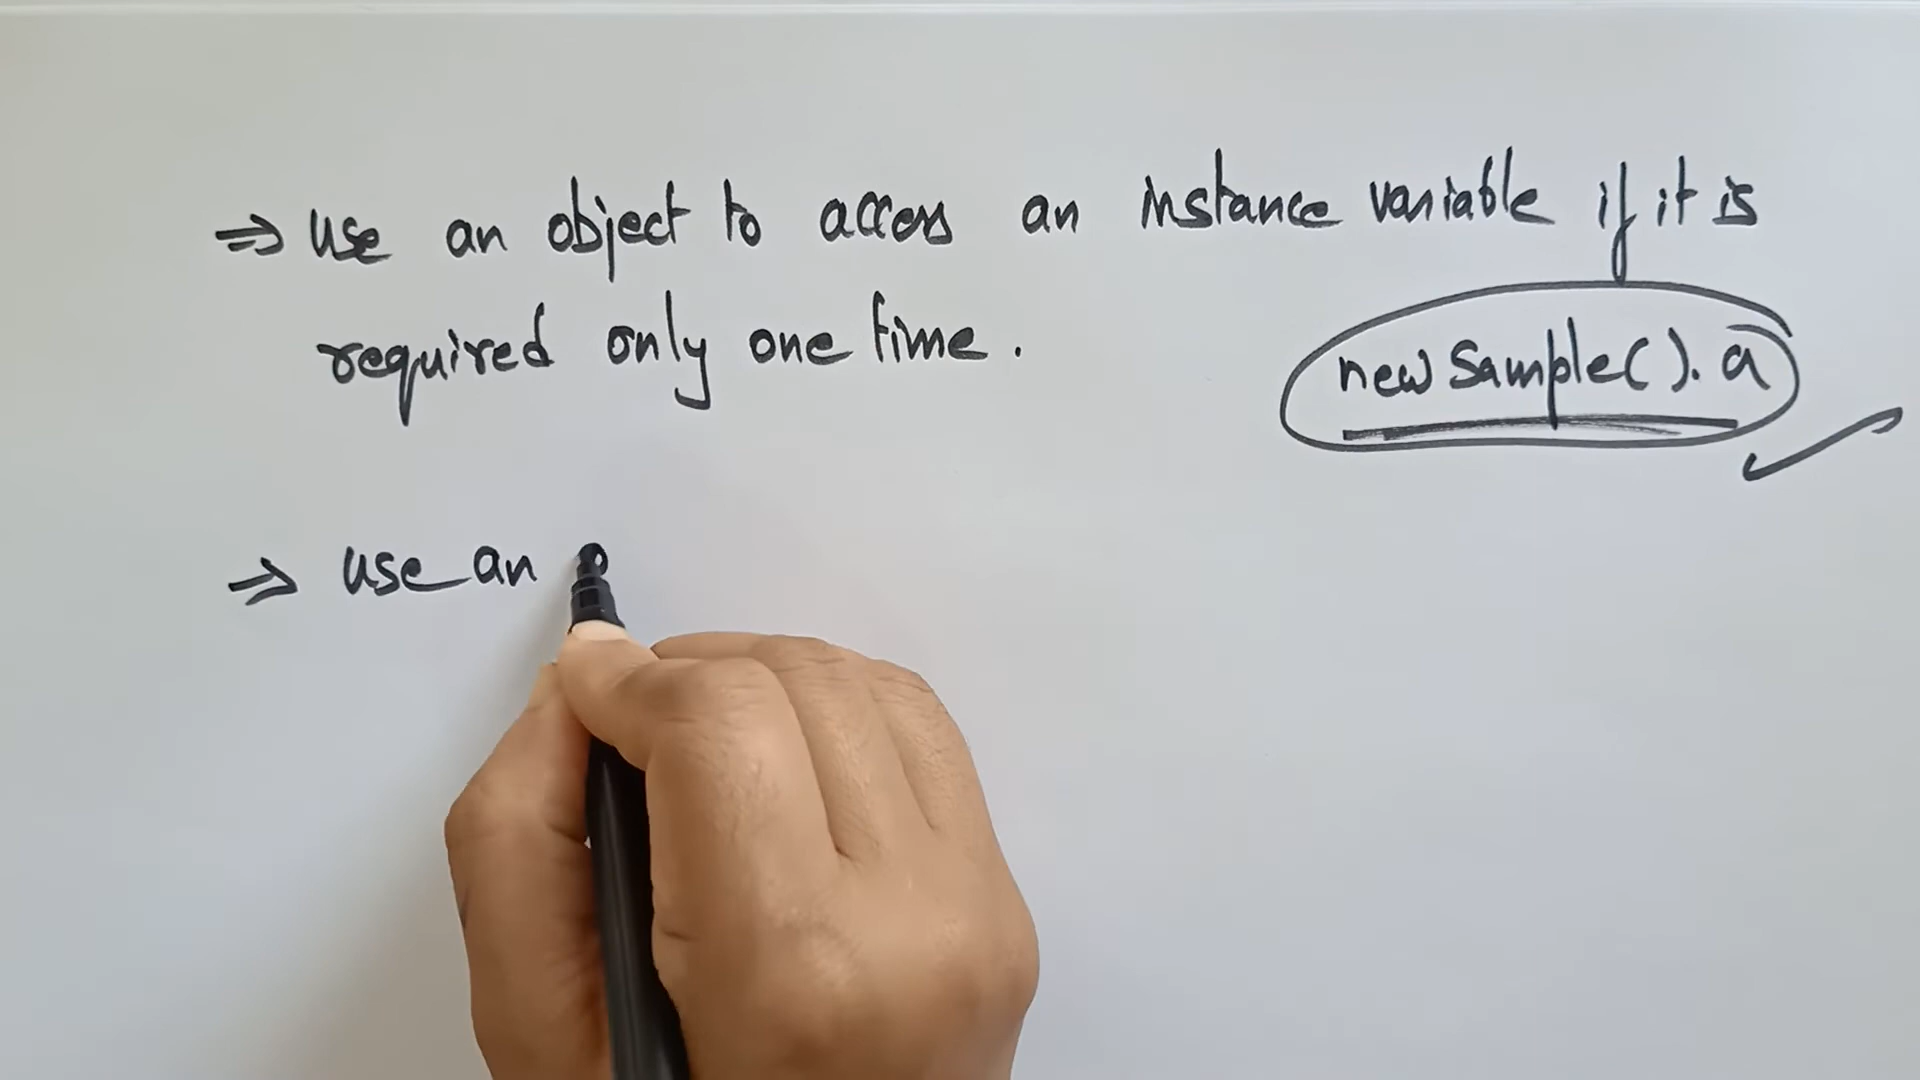 ⇒ use an object to access an instance variable if it is
required only one time.
new Sample().a
⇒ use an o